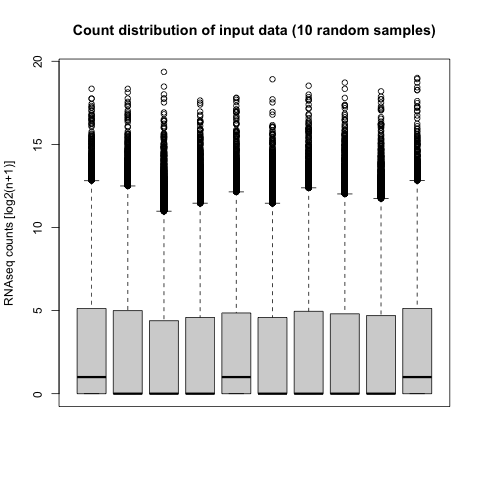 Count distribution of input data (10 random samples)
RNAseq counts [log2(n+1)]
20
15
10
5
0